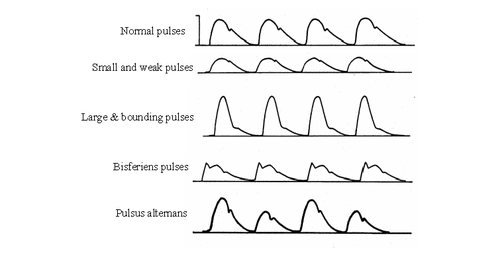 Normal pulses
Small and weak pulses
Large & bounding pulses
Bisferiens pulses
Pulsus alternans